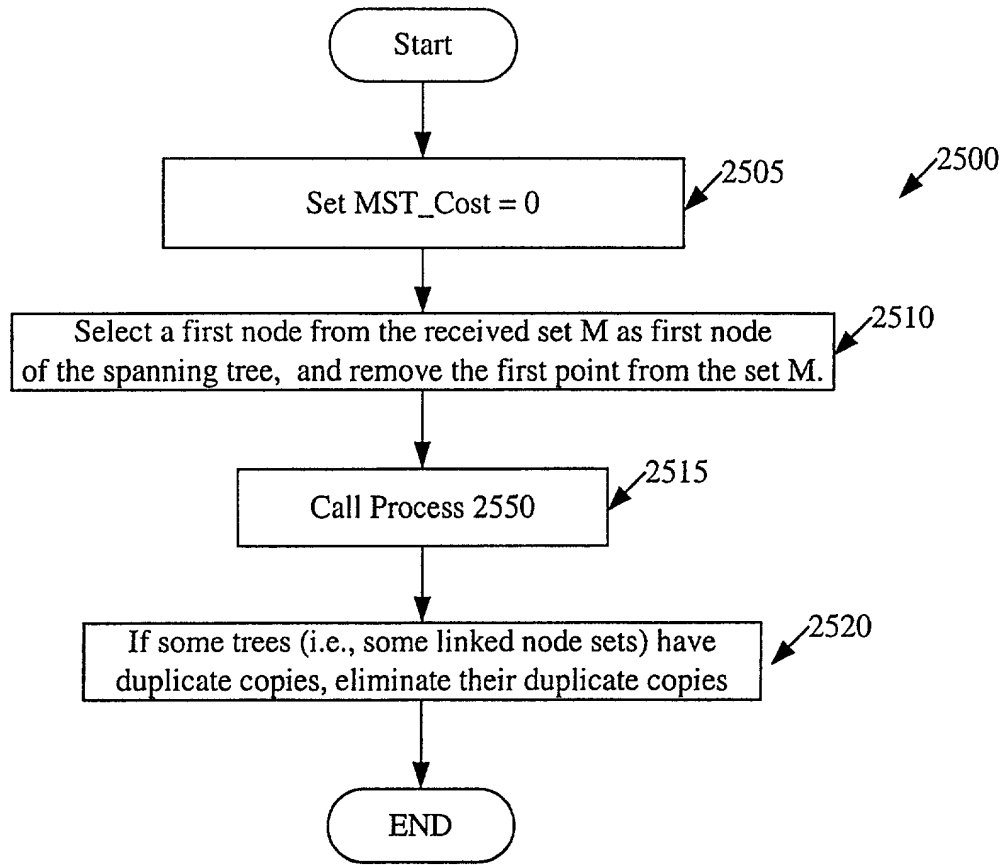 Start
2500
2505
Set MST_Cost = 0
2510
Select a first node from the received set M as first node
of the spanning tree, and remove the first point from the set M.
2515
Call Process 2550
2520
If some trees (i.e., some linked node sets) have
duplicate copies, eliminate their duplicate copies
END